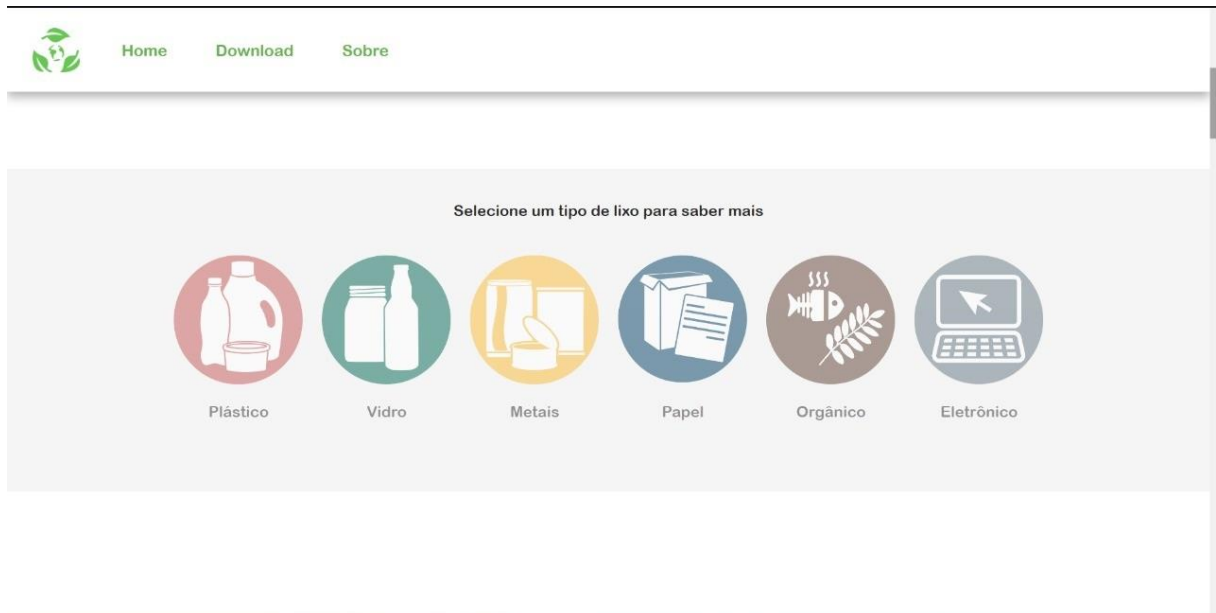 Home Download Sobre
Selecione um tipo de lixo para saber mais
Plástico Vidro Metais Papel Orgânico Eletrônico